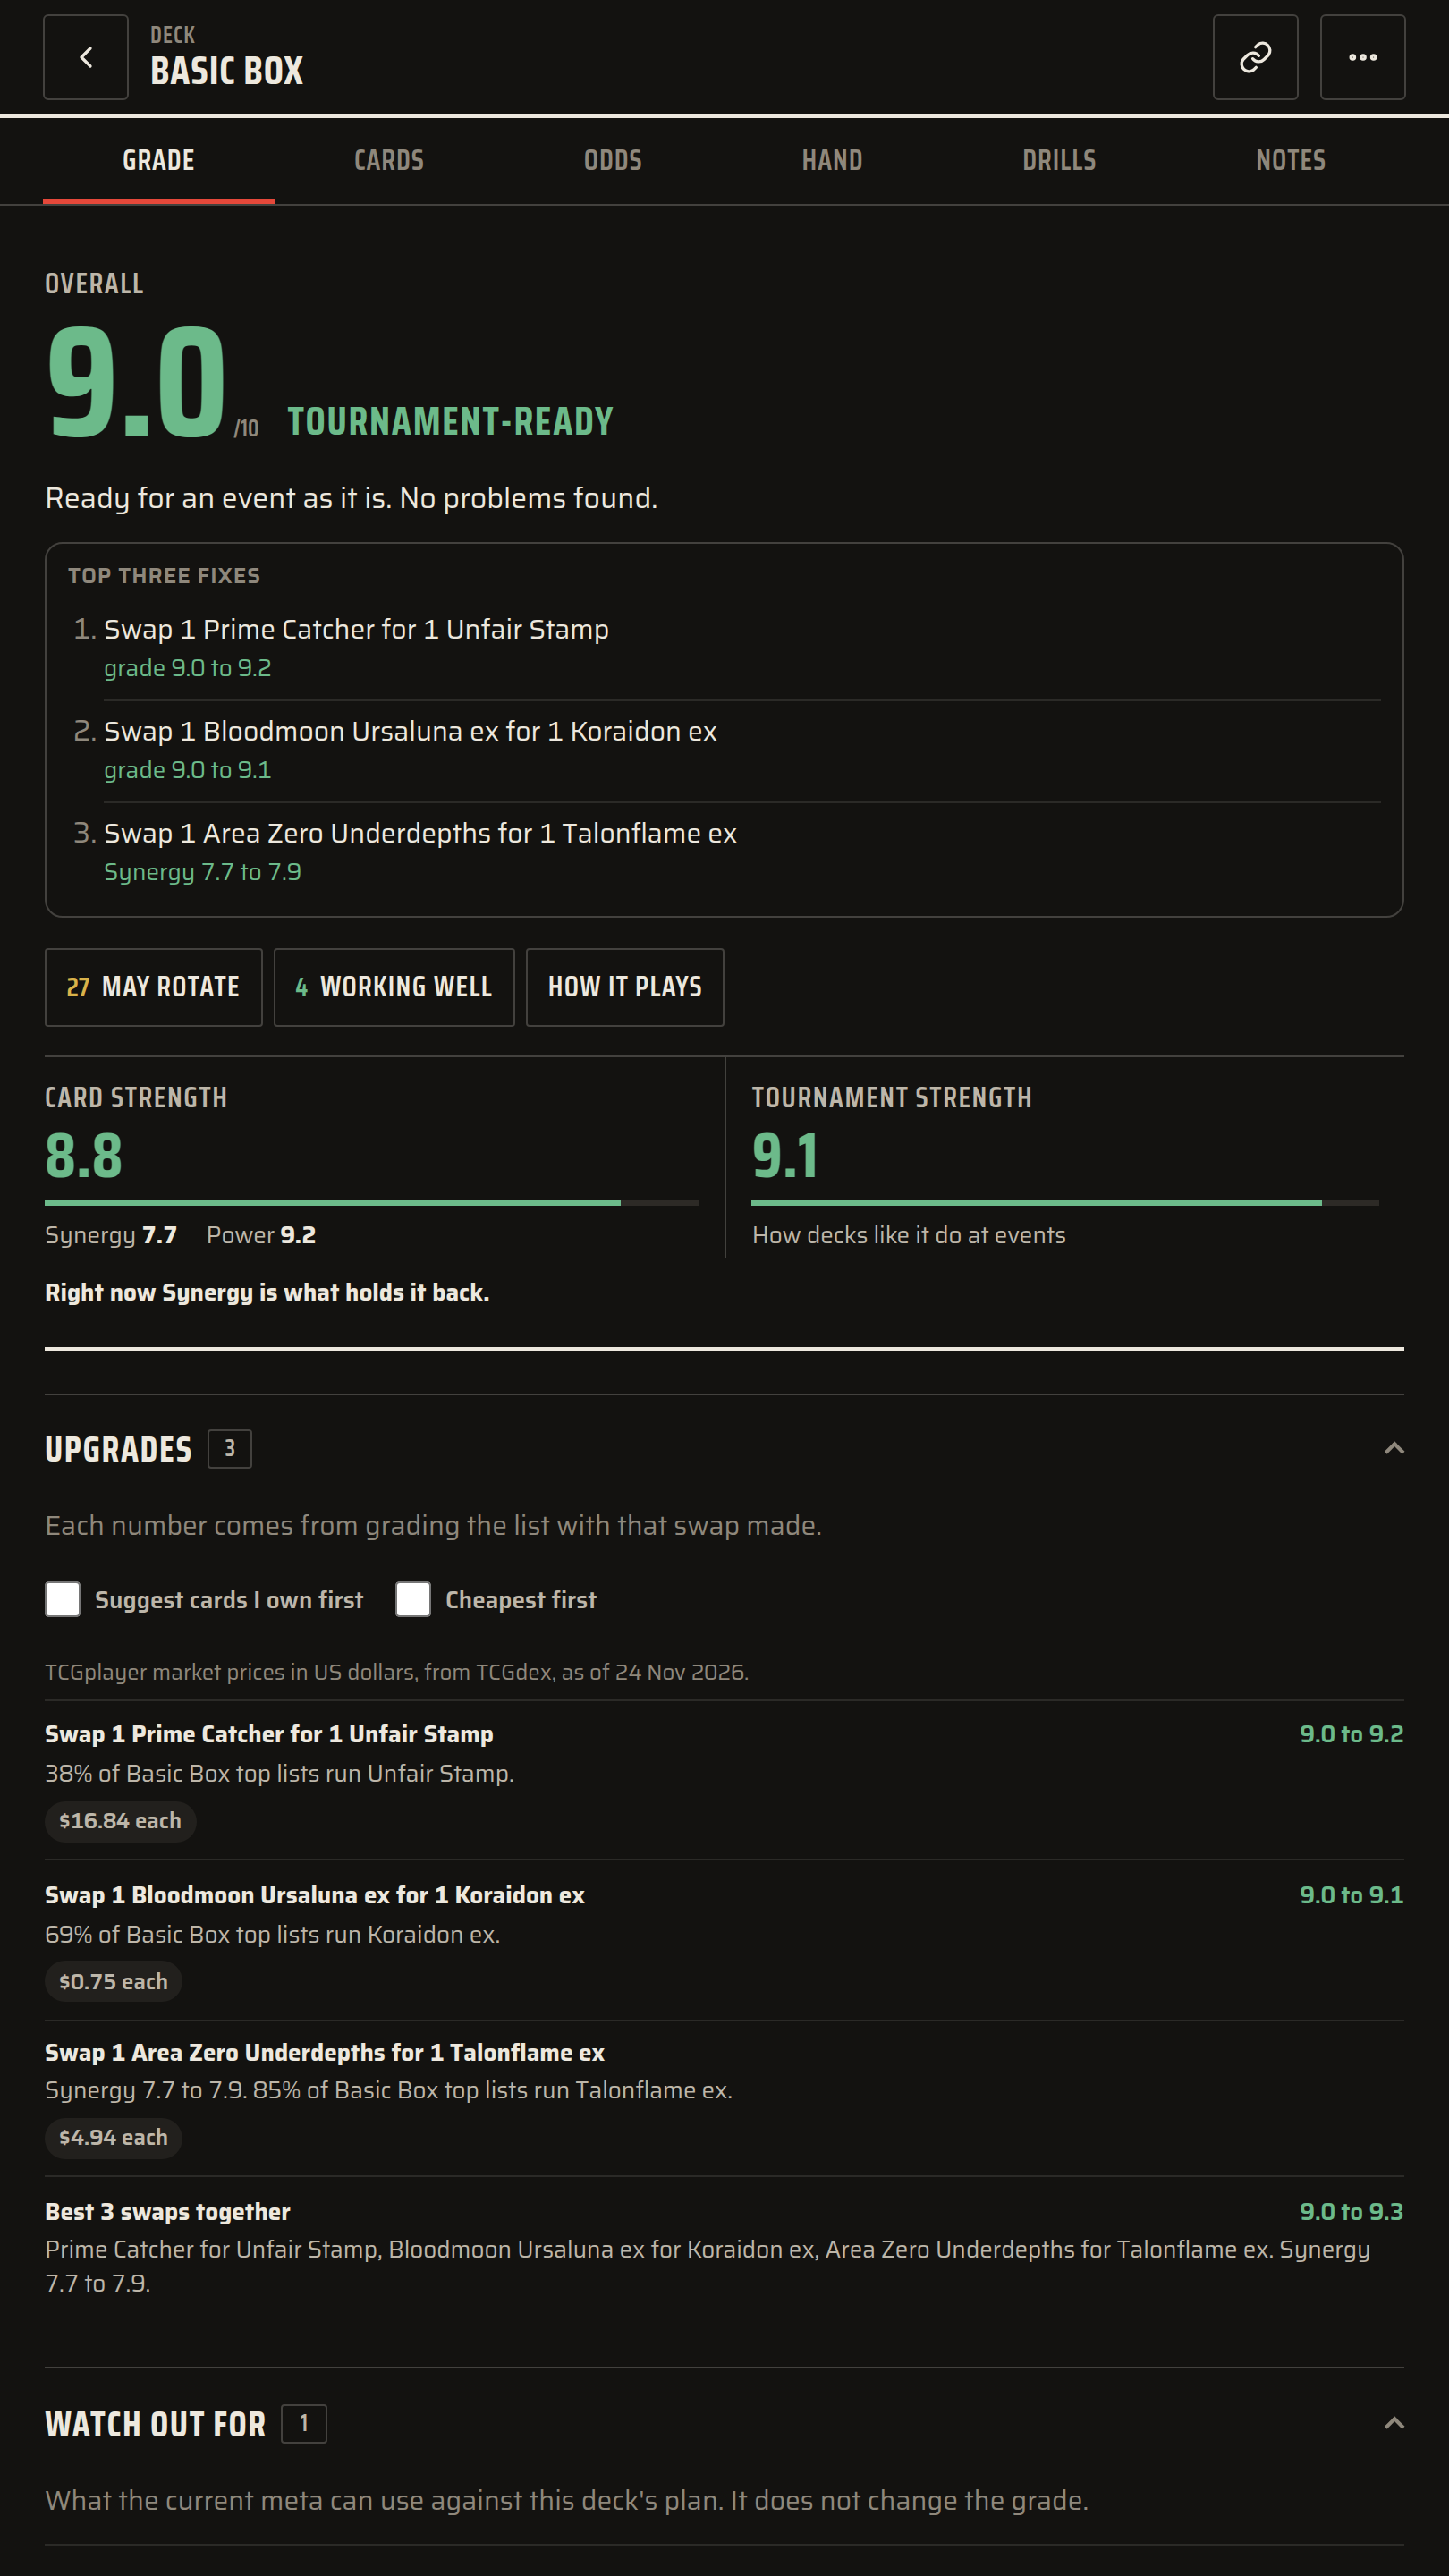 DECK
BASIC BOX
GRADE
CARDS
ODDS
HAND
DRILLS
NOTES
OVERALL
9.0 /10 TOURNAMENT-READY
Ready for an event as it is. No problems found.
TOP THREE FIXES
1. Swap 1 Prime Catcher for 1 Unfair Stamp
grade 9.0 to 9.2
2. Swap 1 Bloodmoon Ursaluna ex for 1 Koraidon ex
grade 9.0 to 9.1
3. Swap 1 Area Zero Underdepths for 1 Talonflame ex
Synergy 7.7 to 7.9
27 MAY ROTATE
4 WORKING WELL
HOW IT PLAYS
CARD STRENGTH
8.8
Synergy 7.7 Power 9.2
TOURNAMENT STRENGTH
9.1
How decks like it do at events
Right now Synergy is what holds it back.
UPGRADES 3
Each number comes from grading the list with that swap made.
Suggest cards I own first
Cheapest first
TCGplayer market prices in US dollars, from TCGdex, as of 24 Nov 2026.
Swap 1 Prime Catcher for 1 Unfair Stamp 9.0 to 9.2
38% of Basic Box top lists run Unfair Stamp.
$16.84 each
Swap 1 Bloodmoon Ursaluna ex for 1 Koraidon ex 9.0 to 9.1
69% of Basic Box top lists run Koraidon ex.
$0.75 each
Swap 1 Area Zero Underdepths for 1 Talonflame ex
Synergy 7.7 to 7.9. 85% of Basic Box top lists run Talonflame ex.
$4.94 each
Best 3 swaps together 9.0 to 9.3
Prime Catcher for Unfair Stamp, Bloodmoon Ursaluna ex for Koraidon ex, Area Zero Underdepths for Talonflame ex. Synergy
7.7 to 7.9.
WATCH OUT FOR 1
What the current meta can use against this deck's plan. It does not change the grade.